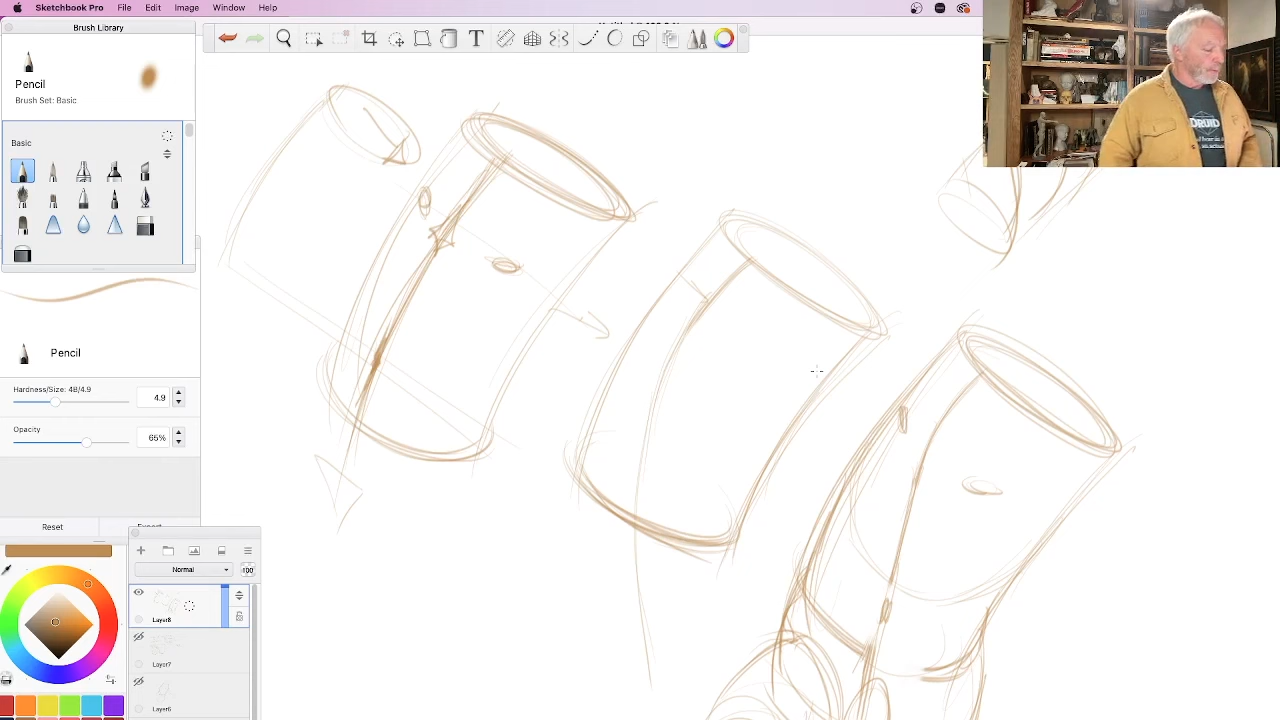 Sketchbook Pro File Edit Image Window Help
Brush Library
Pencil
Brush Set: Basic
Basic
Pencil
Hardness/Size: 4B/4.9
4.9
Opacity
65%
Reset
Normal
100
Layer8
Layer7
Layer6
DRUID